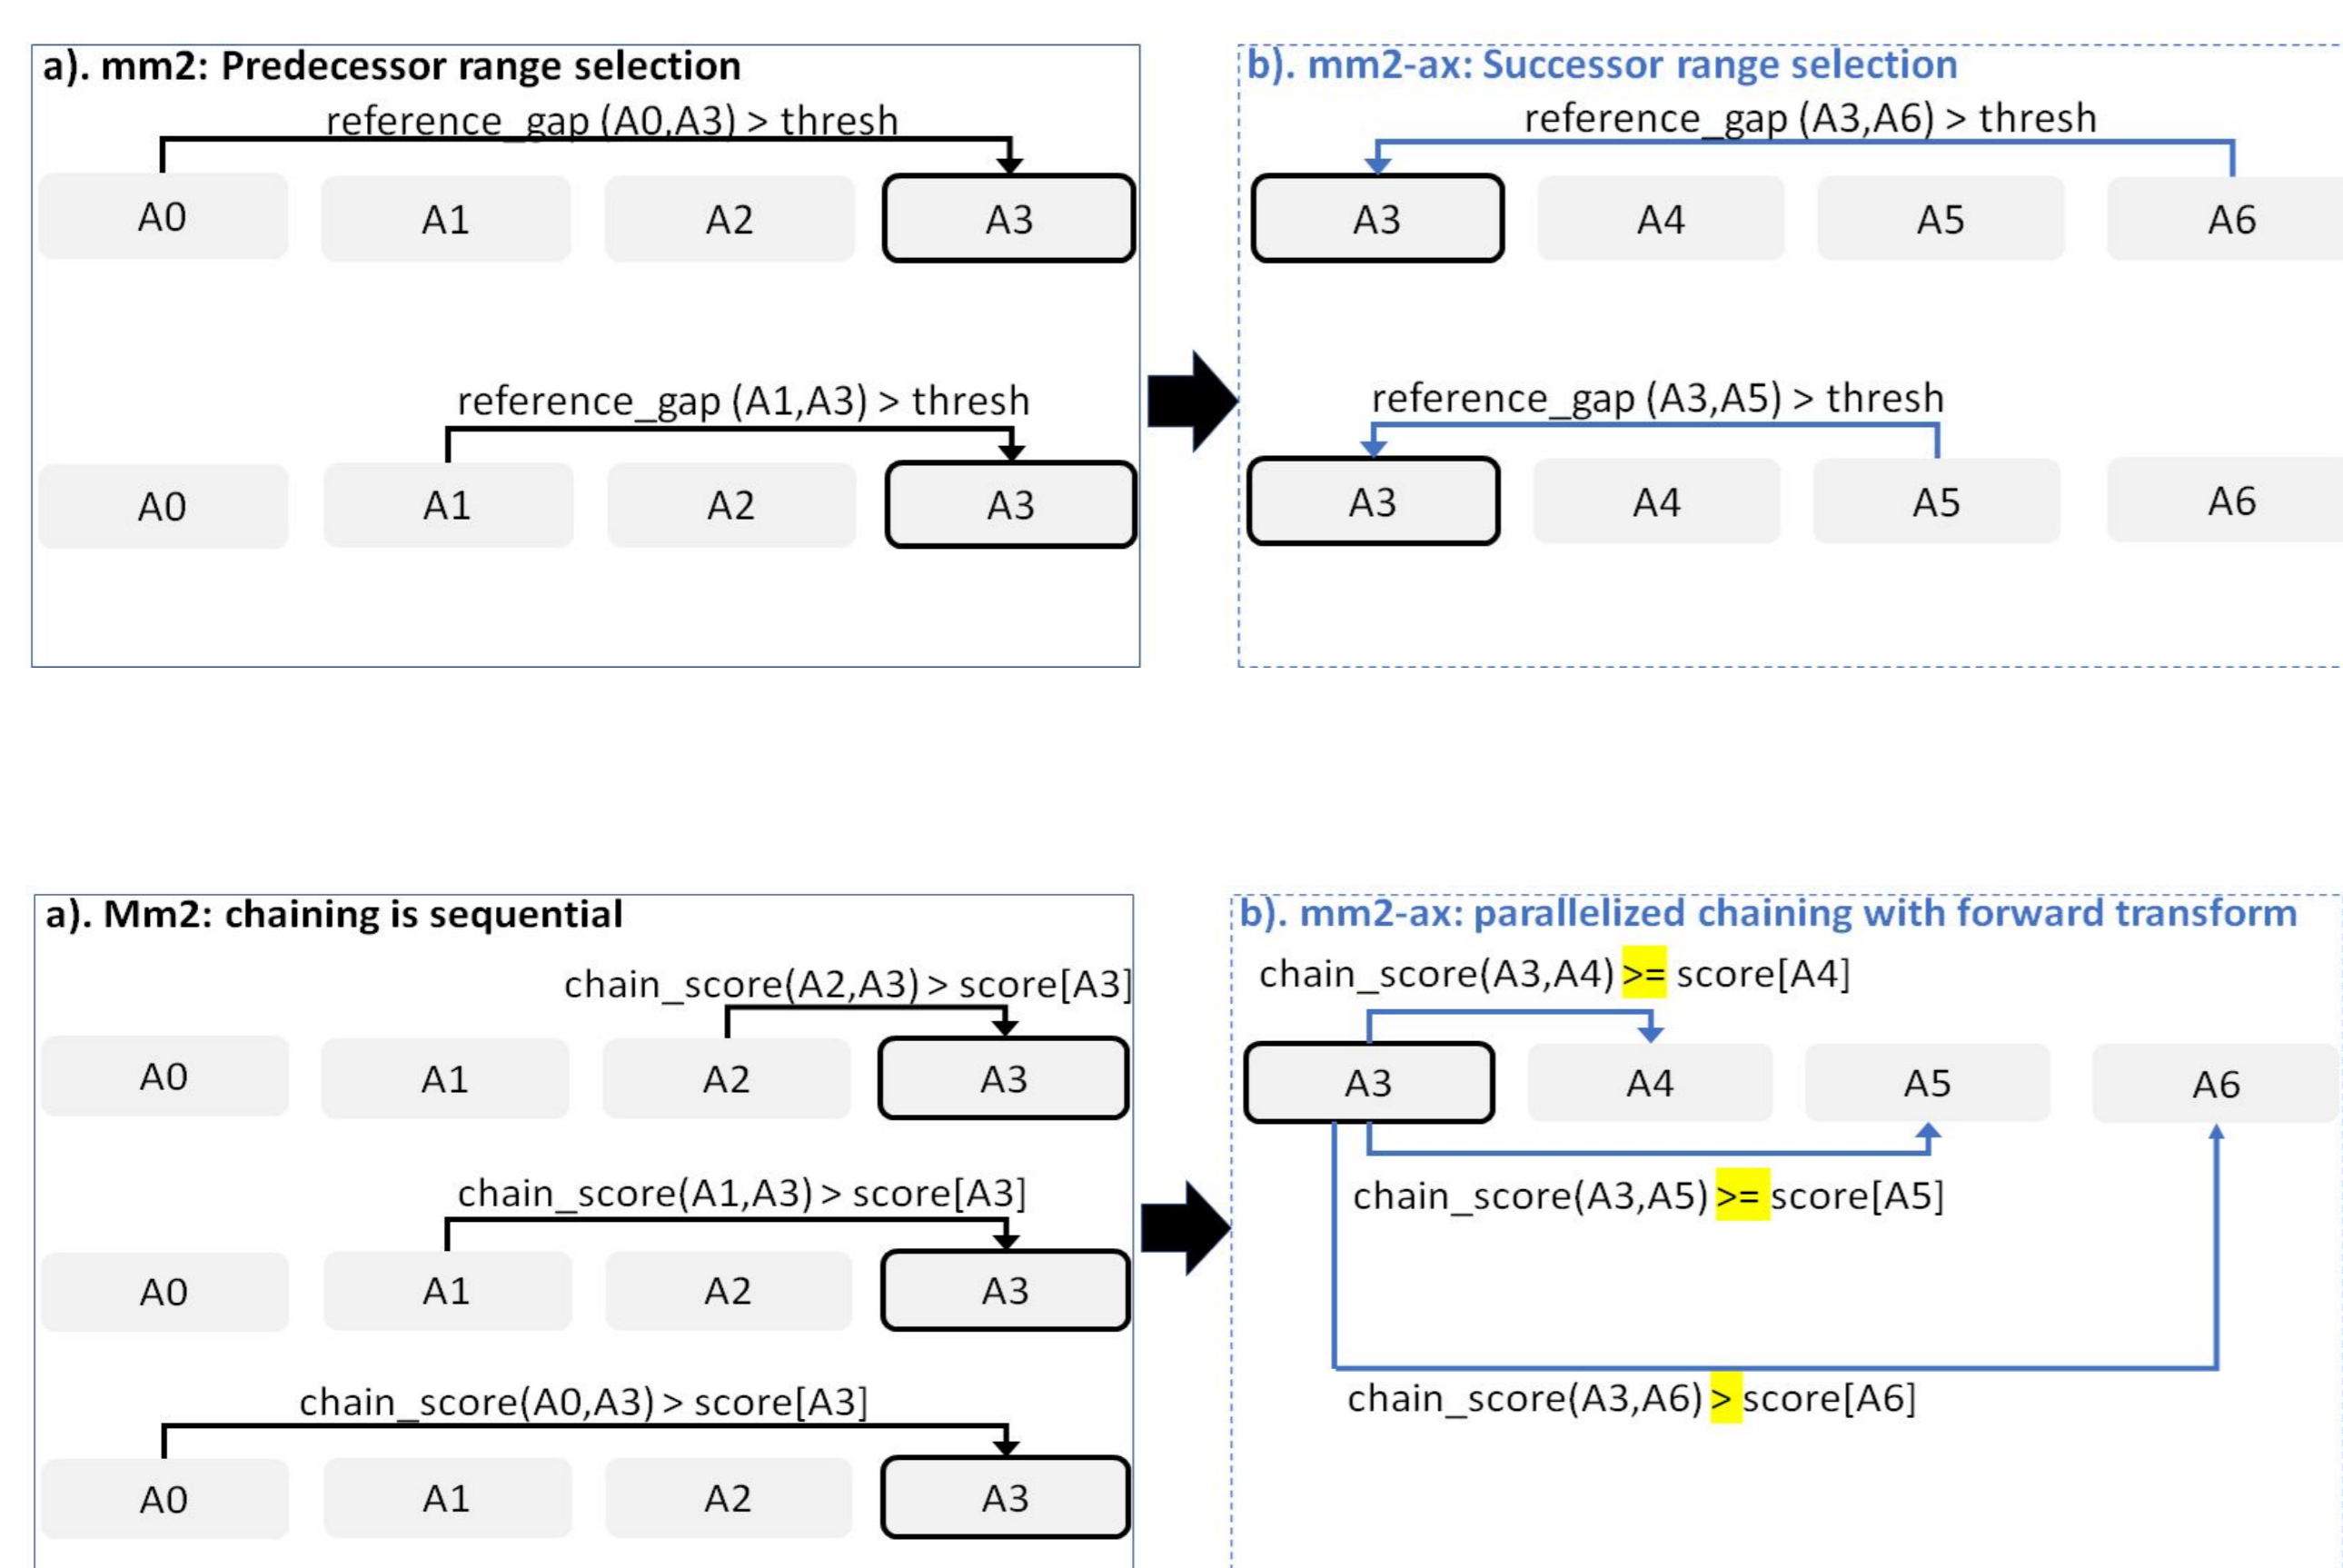 a). mm2: Predecessor range selection
reference_gap (A0,A3) > thresh
A0 A1 A2 A3
reference_gap (A1,A3) > thresh
A0 A1 A2 A3
b). mm2-ax: Successor range selection
reference_gap (A3,A6) > thresh
A3 A4 A5 A6
reference_gap (A3,A5) > thresh
A3 A4 A5 A6
a). Mm2: chaining is sequential
chain_score(A2,A3) > score[A3]
A0 A1 A2 A3
chain_score(A1,A3) > score[A3]
A0 A1 A2 A3
chain_score(A0,A3) > score[A3]
A0 A1 A2 A3
b). mm2-ax: parallelized chaining with forward transform
chain_score(A3,A4) >= score[A4]
A3 A4 A5 A6
chain_score(A3,A5) >= score[A5]
chain_score(A3,A6) > score[A6]